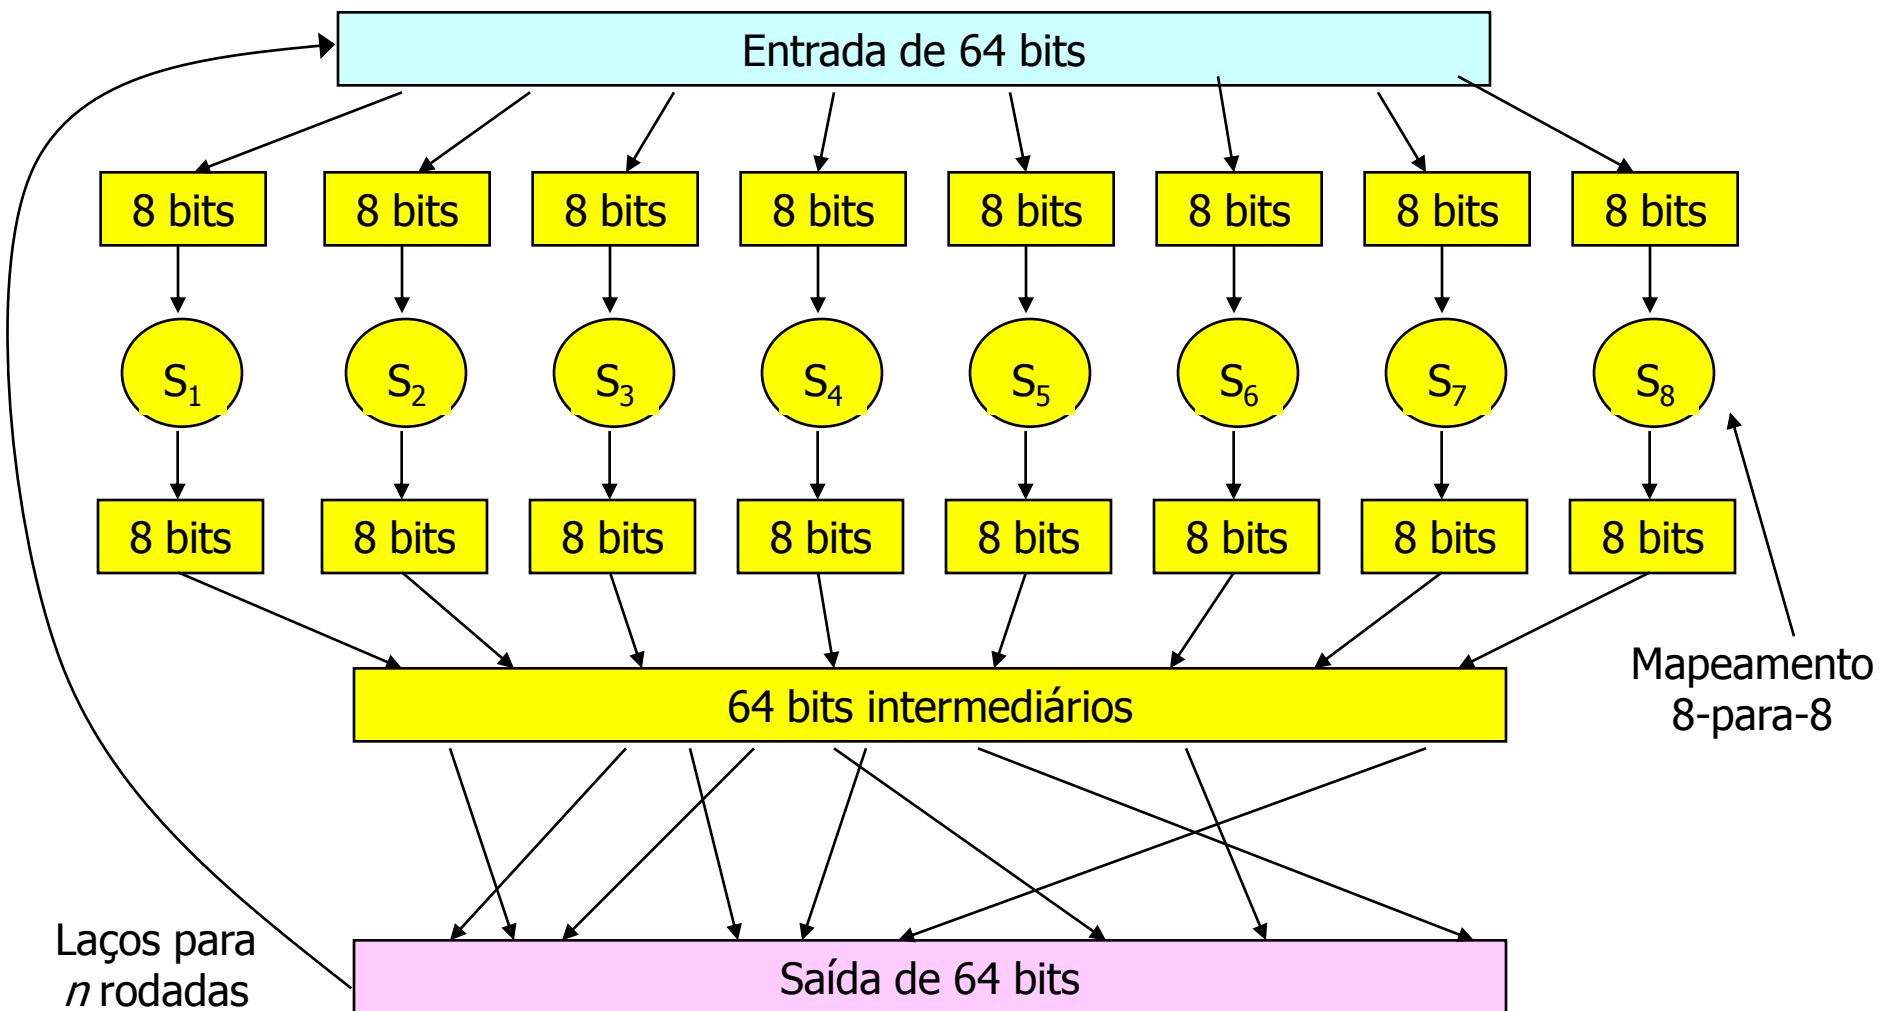 Entrada de 64 bits
8 bits 8 bits 8 bits 8 bits 8 bits 8 bits 8 bits 8 bits
S₁ S₂ S₃ S₄ S₅ S₆ S₇ S₈
8 bits 8 bits 8 bits 8 bits 8 bits 8 bits 8 bits 8 bits
Mapeamento
8-para-8
64 bits intermediários
Laços para
n rodadas
Saída de 64 bits